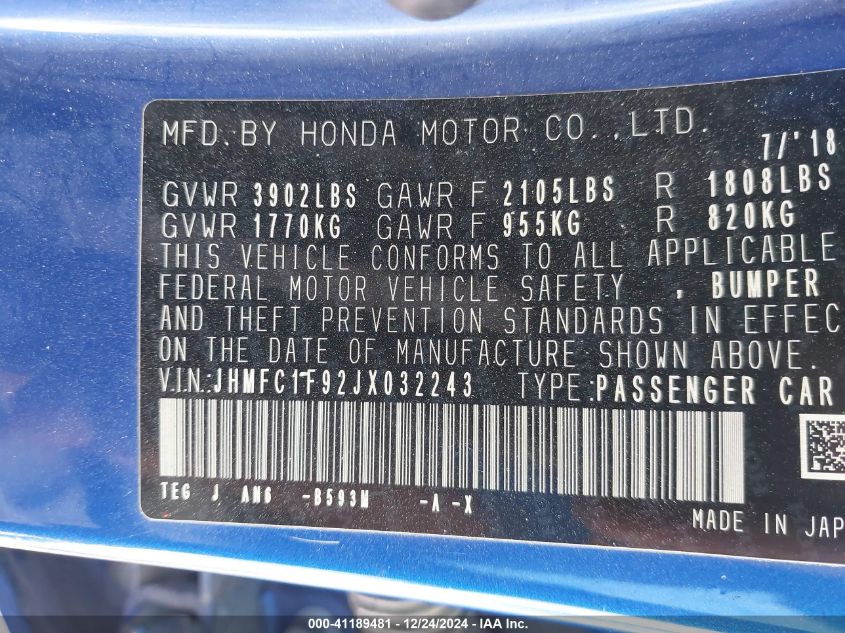 MFD. BY HONDA MOTOR CO., LTD.
7/'18
GVWR 3902LBS GAWR F 2105LBS R 1808LBS
GVWR 1770KG GAWR F 955KG R 820KG
THIS VEHICLE CONFORMS TO ALL APPLICABLE
FEDERAL MOTOR VEHICLE SAFETY , BUMPER
AND THEFT PREVENTION STANDARDS IN EFFEC
ON THE DATE OF MANUFACTURE SHOWN ABOVE.
V.I.N.:JHMFC1F92JX032243 TYPE:PASSENGER CAR
TEG J AN6 -B593M -A -X
MADE IN JAP
000-41189481 - 12/24/2024 - IAA Inc.